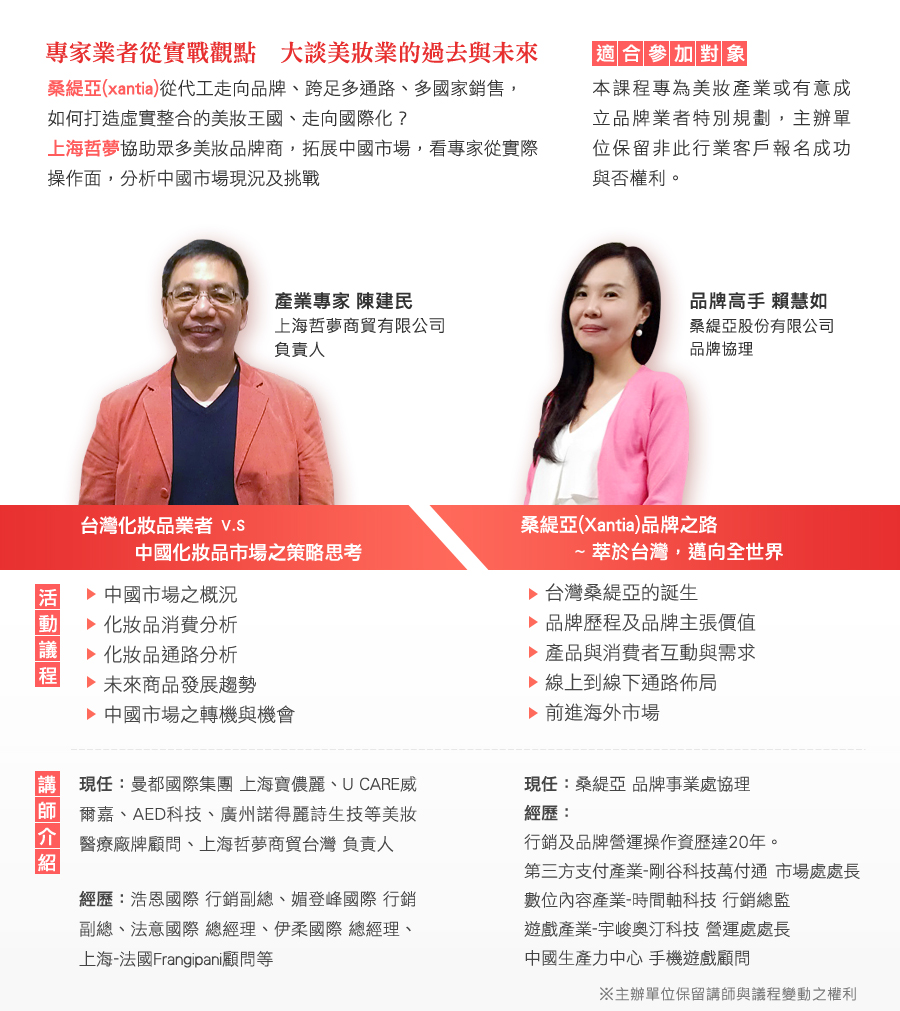 專家業者從實戰觀點　大談美妝業的過去與未來
桑緹亞(xantia)從代工走向品牌、跨足多通路、多國家銷售，
如何打造虛實整合的美妝王國、走向國際化？
上海哲夢協助眾多美妝品牌商，拓展中國市場，看專家從實際
操作面，分析中國市場現況及挑戰
適合參加對象
本課程專為美妝產業或有意成
立品牌業者特別規劃，主辦單
位保留非此行業客戶報名成功
與否權利。
產業專家 陳建民
上海哲夢商貿有限公司
負責人
品牌高手 賴慧如
桑緹亞股份有限公司
品牌協理
台灣化妝品業者 V.S
中國化妝品市場之策略思考
桑緹亞(Xantia)品牌之路
~ 萃於台灣，邁向全世界
活動議程
中國市場之概況
化妝品消費分析
化妝品通路分析
未來商品發展趨勢
中國市場之轉機與機會
台灣桑緹亞的誕生
品牌歷程及品牌主張價值
產品與消費者互動與需求
線上到線下通路佈局
前進海外市場
講師介紹
現任：曼都國際集團 上海寶儂麗、U CARE威
爾嘉、AED科技、廣州諾得麗詩生技等美妝
醫療廠牌顧問、上海哲夢商貿台灣 負責人
經歷：浩恩國際 行銷副總、媚登峰國際 行銷
副總、法意國際 總經理、伊柔國際 總經理、
上海-法國Frangipani顧問等
現任：桑緹亞 品牌事業處協理
經歷：
行銷及品牌營運操作資歷達20年。
第三方支付產業-剛谷科技萬付通 市場處處長
數位內容產業-時間軸科技 行銷總監
遊戲產業-宇峻奧汀科技 營運處處長
中國生產力中心 手機遊戲顧問
※主辦單位保留講師與議程變動之權利